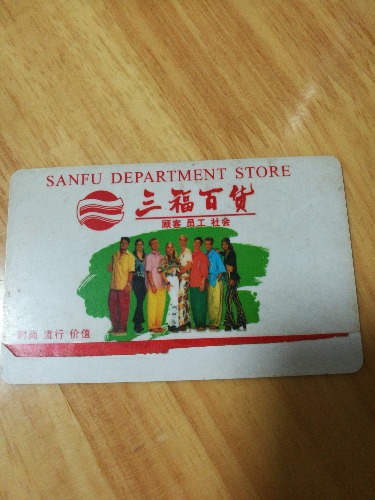 SANFU DEPARTMENT STORE
三福百货
顾客 员工 社会
时尚 流行 价值